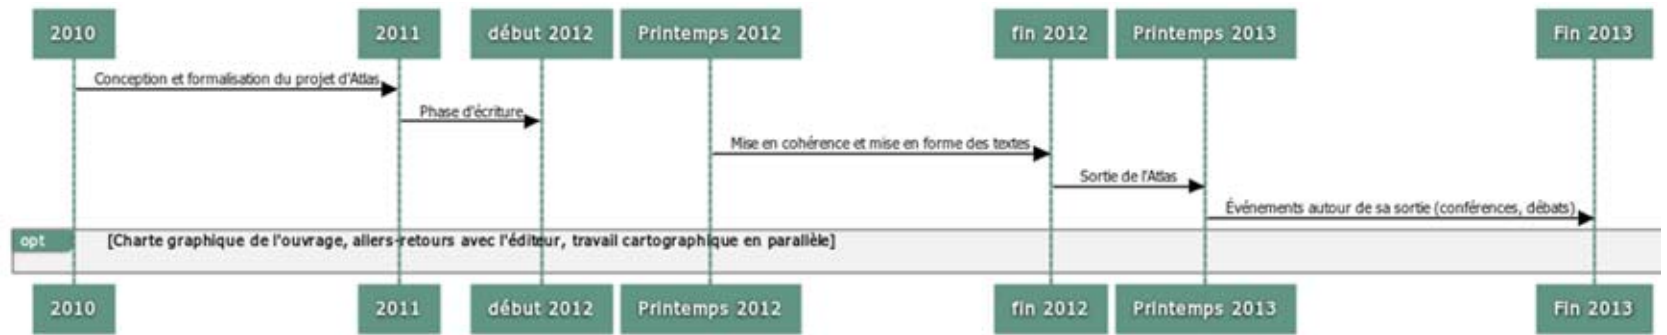 2010
2011
début 2012
Printemps 2012
fin 2012
Printemps 2013
Fin 2013
Conception et formalisation du projet d'Atlas
Phase d'écriture
Mise en cohérence et mise en forme des textes
Sortie de l'Atlas
Événements autour de sa sortie (conférences, débats)
opt
[Charte graphique de l'ouvrage, allers-retours avec l'éditeur, travail cartographique en parallèle]
2010
2011
début 2012
Printemps 2012
fin 2012
Printemps 2013
Fin 2013